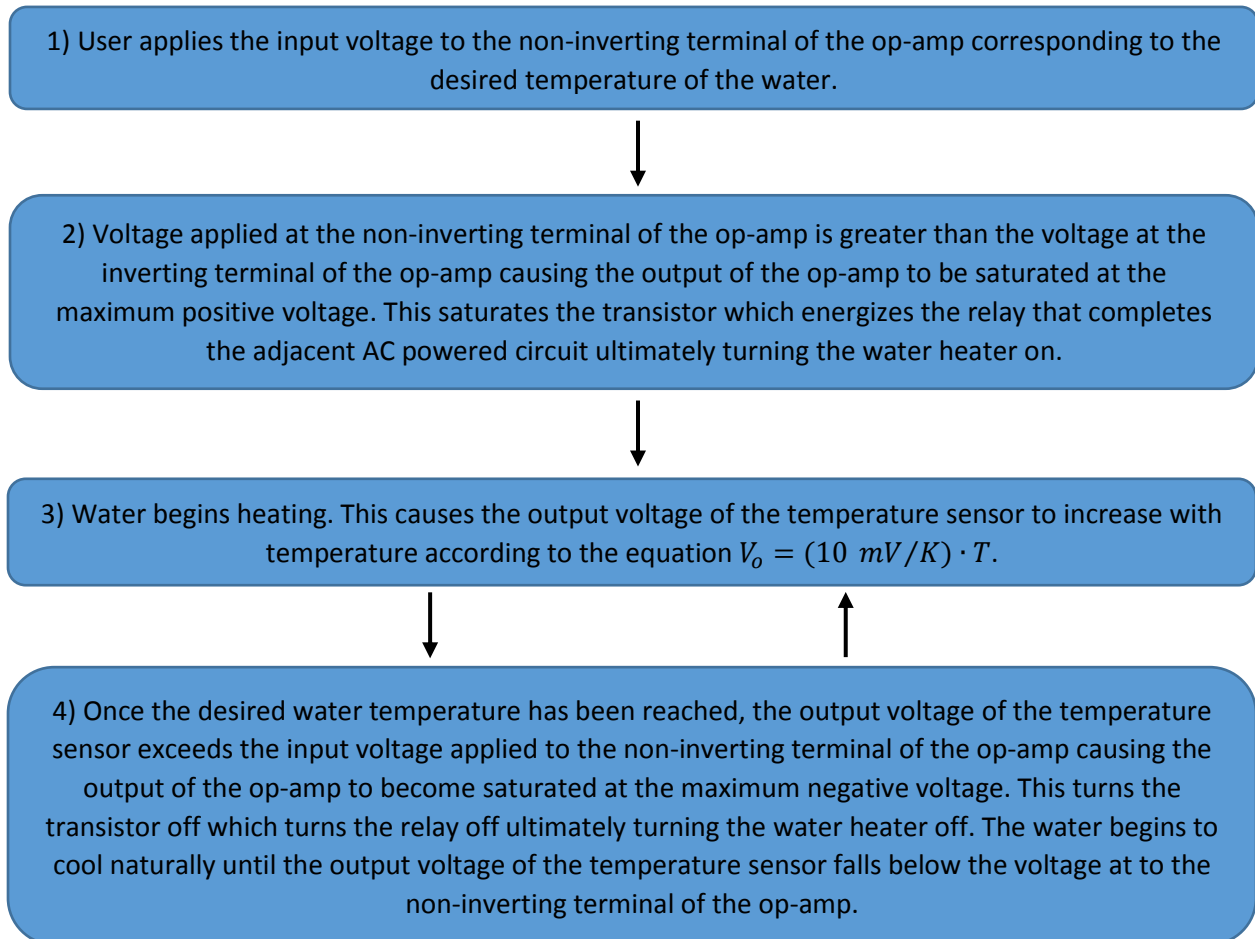 1) User applies the input voltage to the non-inverting terminal of the op-amp corresponding to the
desired temperature of the water.
2) Voltage applied at the non-inverting terminal of the op-amp is greater than the voltage at the
inverting terminal of the op-amp causing the output of the op-amp to be saturated at the
maximum positive voltage. This saturates the transistor which energizes the relay that completes
the adjacent AC powered circuit ultimately turning the water heater on.
3) Water begins heating. This causes the output voltage of the temperature sensor to increase with
temperature according to the equation Vₒ = (10 mV/K) · T.
4) Once the desired water temperature has been reached, the output voltage of the temperature
sensor exceeds the input voltage applied to the non-inverting terminal of the op-amp causing the
output of the op-amp to become saturated at the maximum negative voltage. This turns the
transistor off which turns the relay off ultimately turning the water heater off. The water begins to
cool naturally until the output voltage of the temperature sensor falls below the voltage at to the
non-inverting terminal of the op-amp.